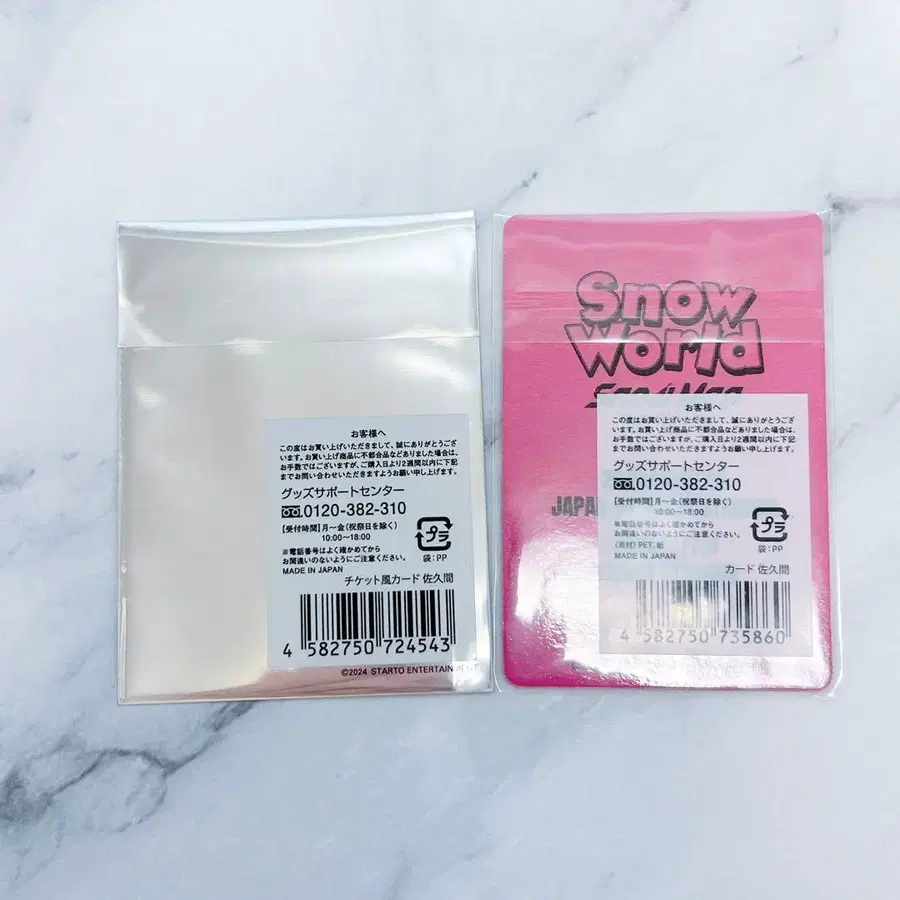 お客様へ
この度はお買い上げいただきまして、誠にありがとうござ
います。お買い上げ商品に不都合品などありました場合は、
お手数ではございますが、ご購入日より2週間以内に下記
までお問い合わせいただきますようお願い申し上げます。
グッズサポートセンター
0120-382-310
【受付時間】月〜金(祝祭日を除く)
10:00〜18:00
※電話番号はよく確かめてから
お間違いのないようにご注意ください。
MADE IN JAPAN
プラ
袋:PP
チケット風カード 佐久間
4 582750 724543
©2024 STARTO ENTERTAINMENT
Snow
World
Snow Man
お客様へ
この度はお買い上げいただきまして、誠にありがとうござ
います。お買い上げ商品に不都合品などありました場合は、
お手数ではございますが、ご購入日より2週間以内に下記
までお問い合わせいただきますようお願い申し上げます。
グッズサポートセンター
0120-382-310
【受付時間】月〜金(祝祭日を除く)
10:00〜18:00
※電話番号はよく確かめてから
お間違いのないようにご注意ください。
(素材)PET、紙
MADE IN JAPAN
プラ
袋:PP
カード 佐久間
4 582750 735860